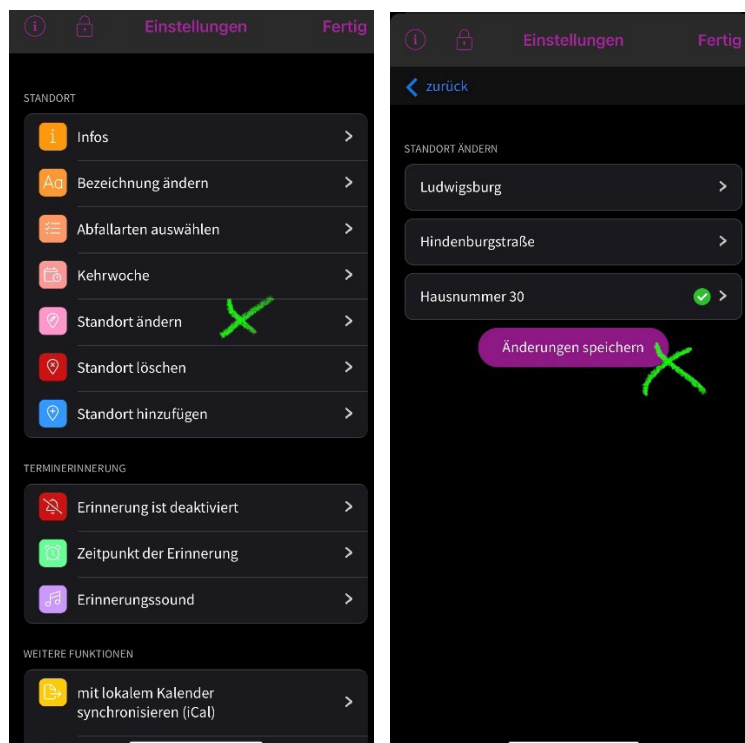 Einstellungen
Fertig
STANDORT
Infos
Aa Bezeichnung ändern
Abfallarten auswählen
Kehrwoche
Standort ändern
Standort löschen
Standort hinzufügen
TERMINERINNERUNG
Erinnerung ist deaktiviert
Zeitpunkt der Erinnerung
Erinnerungssound
WEITERE FUNKTIONEN
mit lokalem Kalender
synchronisieren (iCal)
Einstellungen
Fertig
zurück
STANDORT ÄNDERN
Ludwigsburg
Hindenburgstraße
Hausnummer 30
Änderungen speichern